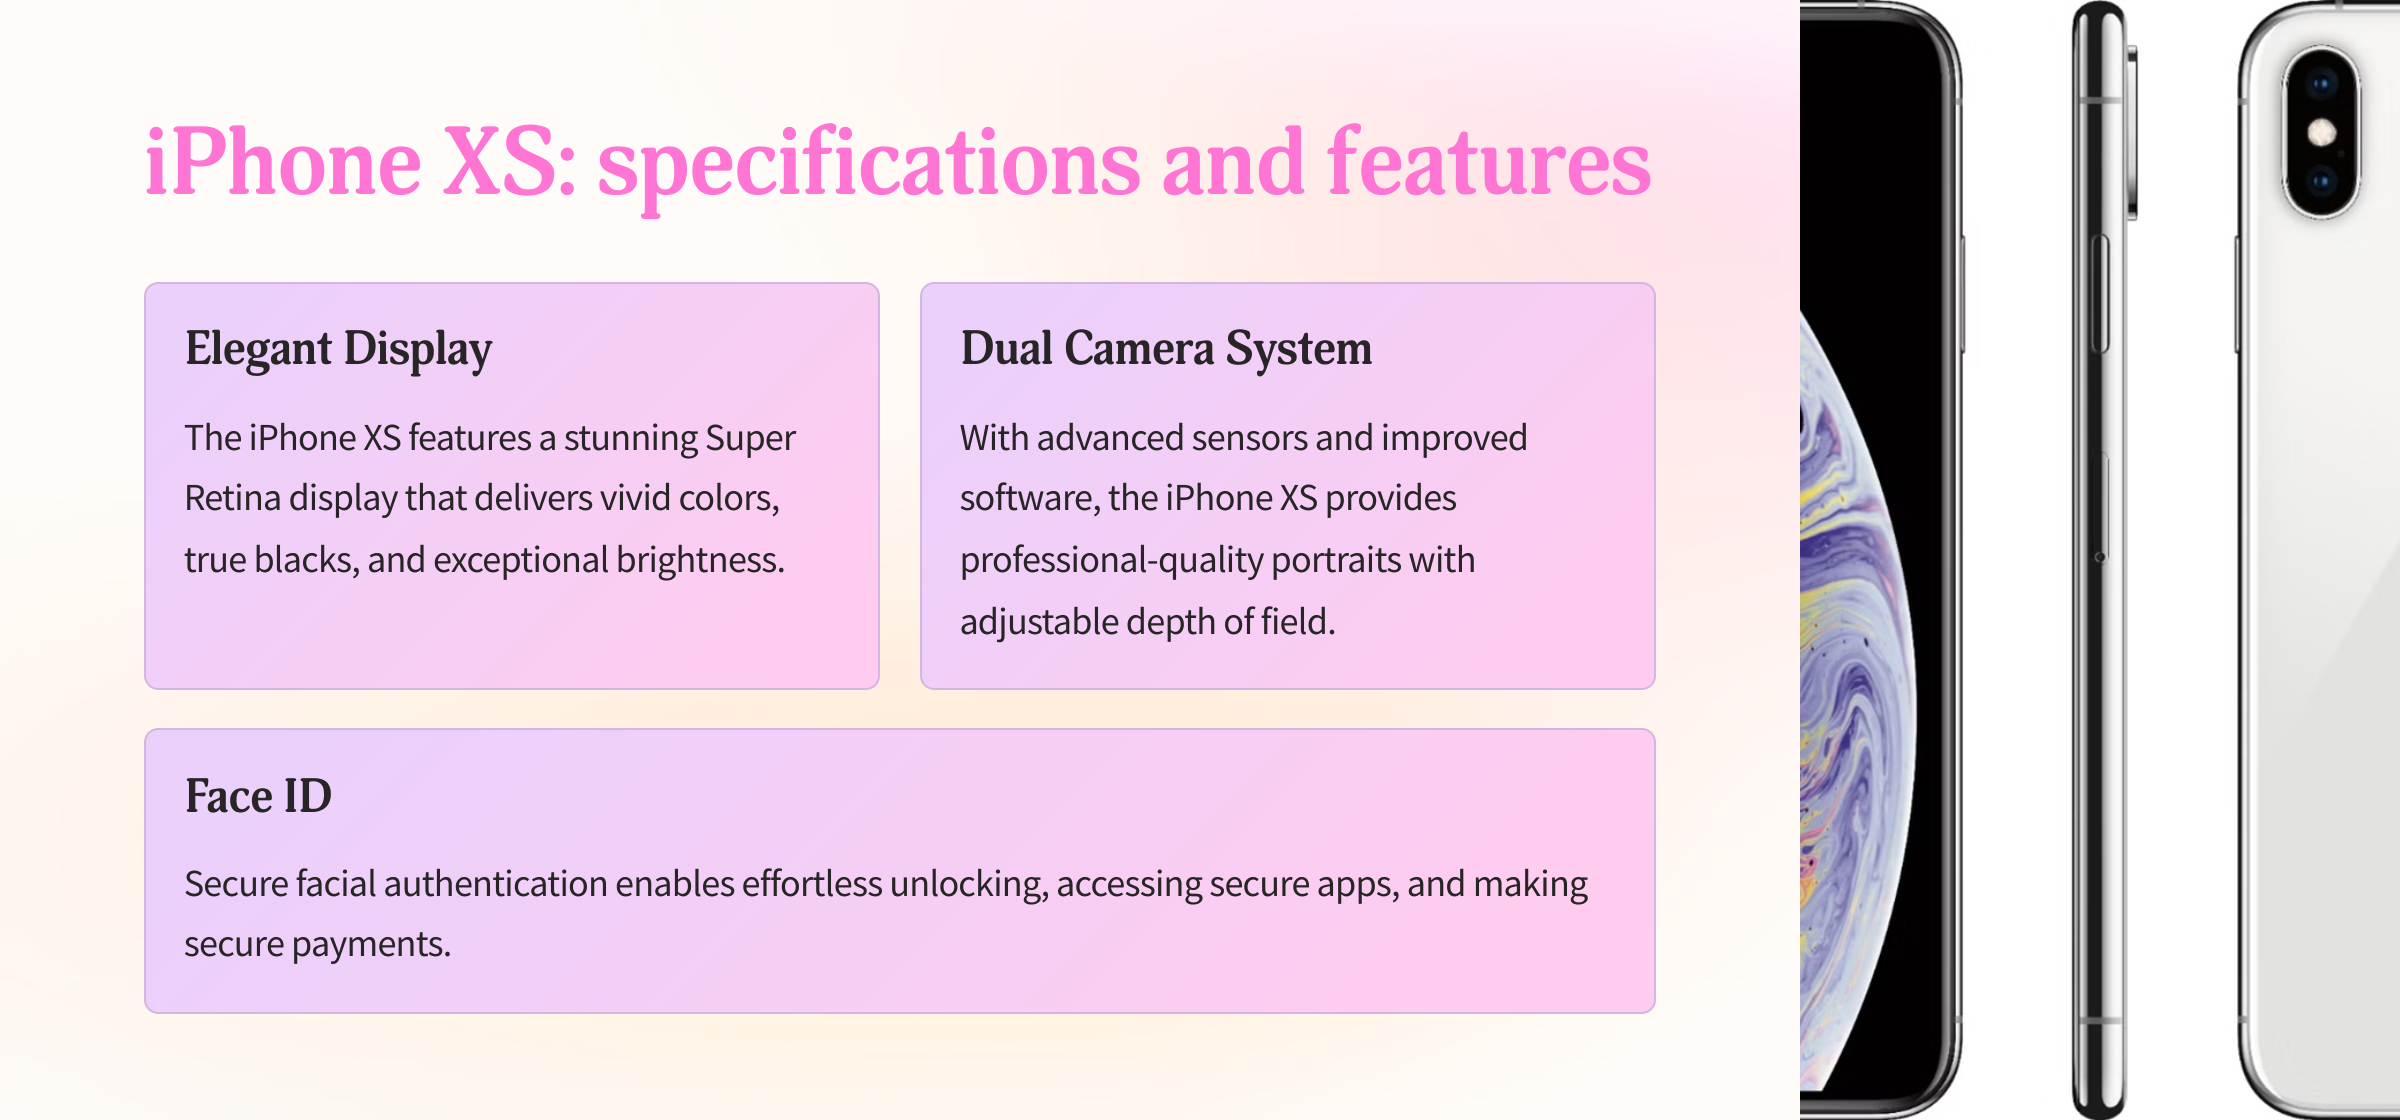 iPhone XS: specifications and features
Elegant Display
The iPhone XS features a stunning Super
Retina display that delivers vivid colors,
true blacks, and exceptional brightness.
Dual Camera System
With advanced sensors and improved
software, the iPhone XS provides
professional-quality portraits with
adjustable depth of field.
Face ID
Secure facial authentication enables effortless unlocking, accessing secure apps, and making
secure payments.